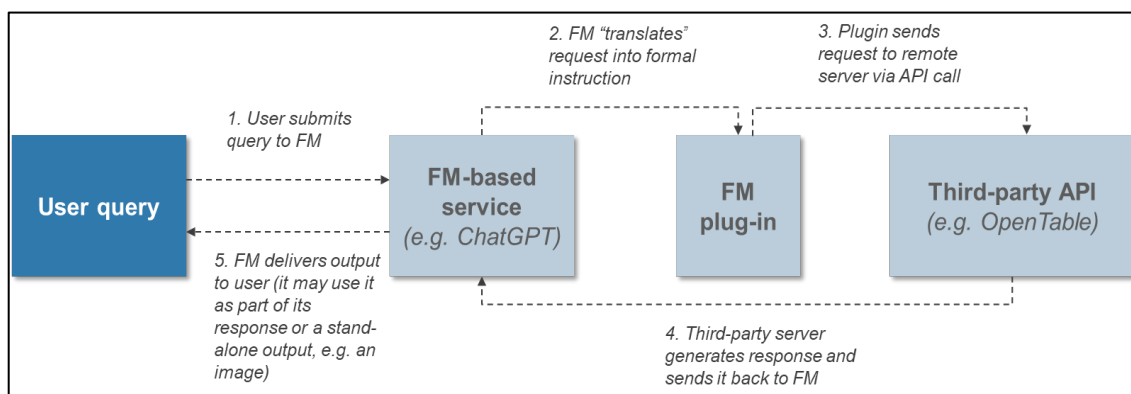 2. FM “translates”
request into formal
instruction
3. Plugin sends
request to remote
server via API call
1. User submits
query to FM
User query
FM-based
service
(e.g. ChatGPT)
FM
plug-in
Third-party API
(e.g. OpenTable)
5. FM delivers output
to user (it may use it
as part of its
response or a stand-
alone output, e.g. an
image)
4. Third-party server
generates response and
sends it back to FM